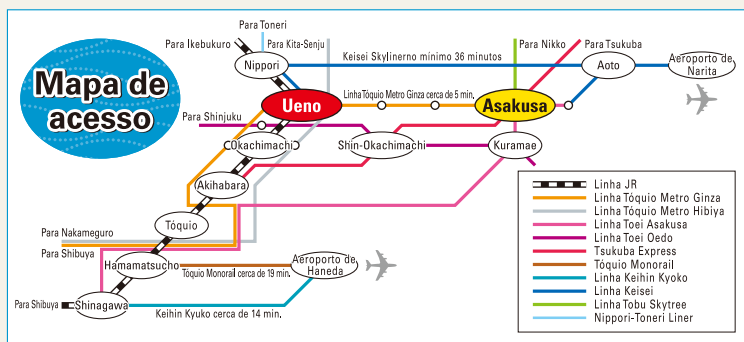 Mapa de
acesso
Para Toneri
Para Ikebukuro
Para Kita-Senju
Nippori
Keisei Skylinerno mínimo 36 minutos
Para Nikko
Para Tsukuba
Aoto
Aeroporto de
Narita
Ueno
Linha Tóquio Metro Ginza cerca de 5 min.
Asakusa
Para Shinjuku
Okachimachi
Shin-Okachimachi
Kuramae
Akihabara
Tóquio
Para Nakameguro
Para Shibuya
Hamamatsucho
Tóquio Monorail cerca de 19 min.
Aeroporto de
Haneda
Para Shibuya
Shinagawa
Keihin Kyuko cerca de 14 min.
Linha JR
Linha Tóquio Metro Ginza
Linha Tóquio Metro Hibiya
Linha Toei Asakusa
Linha Toei Oedo
Tsukuba Express
Tóquio Monorail
Linha Keihin Kyoko
Linha Keisei
Linha Tobu Skytree
Nippori-Toneri Liner